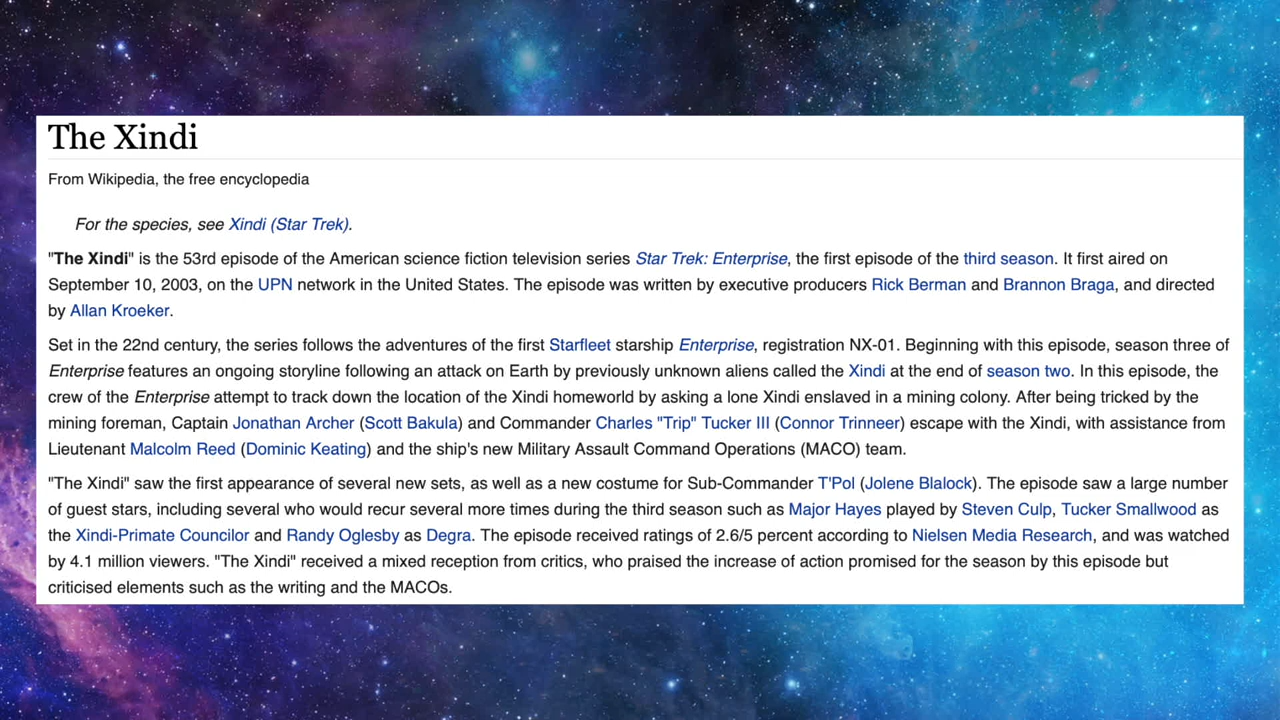 The Xindi
From Wikipedia, the free encyclopedia
For the species, see Xindi (Star Trek).
"The Xindi" is the 53rd episode of the American science fiction television series Star Trek: Enterprise, the first episode of the third season. It first aired on
September 10, 2003, on the UPN network in the United States. The episode was written by executive producers Rick Berman and Brannon Braga, and directed
by Allan Kroeker.
Set in the 22nd century, the series follows the adventures of the first Starfleet starship Enterprise, registration NX-01. Beginning with this episode, season three of
Enterprise features an ongoing storyline following an attack on Earth by previously unknown aliens called the Xindi at the end of season two. In this episode, the
crew of the Enterprise attempt to track down the location of the Xindi homeworld by asking a lone Xindi enslaved in a mining colony. After being tricked by the
mining foreman, Captain Jonathan Archer (Scott Bakula) and Commander Charles "Trip" Tucker III (Connor Trinneer) escape with the Xindi, with assistance from
Lieutenant Malcolm Reed (Dominic Keating) and the ship's new Military Assault Command Operations (MACO) team.
"The Xindi" saw the first appearance of several new sets, as well as a new costume for Sub-Commander T'Pol (Jolene Blalock). The episode saw a large number
of guest stars, including several who would recur several more times during the third season such as Major Hayes played by Steven Culp, Tucker Smallwood as
the Xindi-Primate Councilor and Randy Oglesby as Degra. The episode received ratings of 2.6/5 percent according to Nielsen Media Research, and was watched
by 4.1 million viewers. "The Xindi" received a mixed reception from critics, who praised the increase of action promised for the season by this episode but
criticised elements such as the writing and the MACOs.